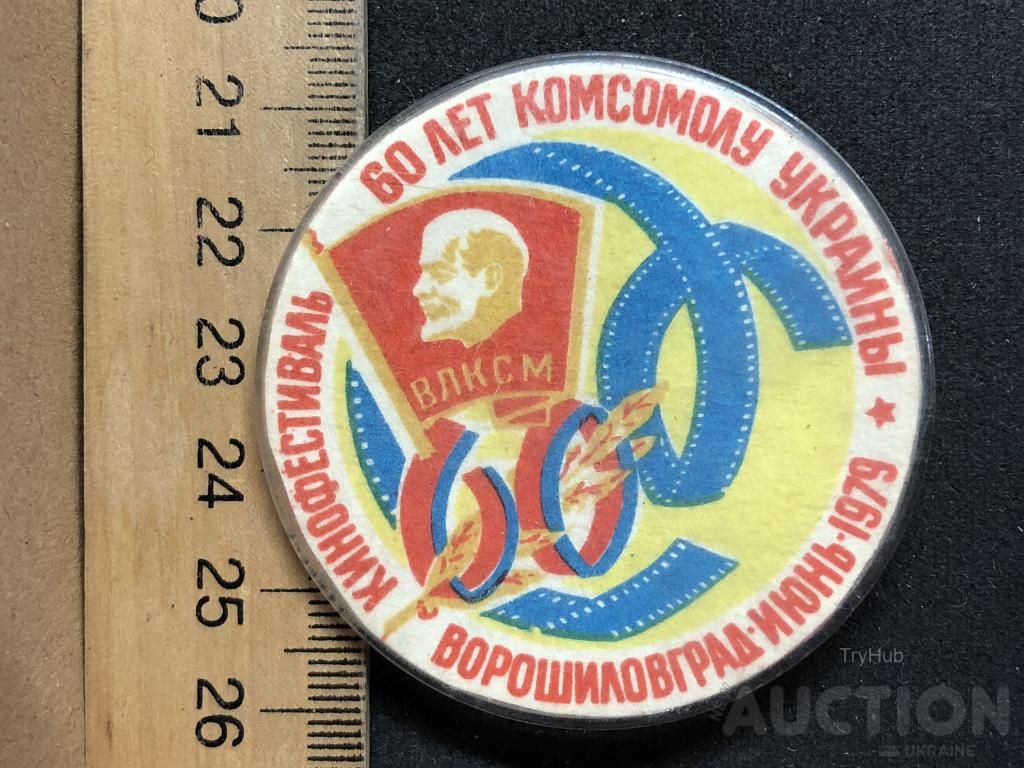 КИНОФЕСТИВАЛЬ
60 ЛЕТ КОМСОМОЛУ УКРАИНЫ ★
ВОРОШИЛОВГРАД·ИЮНЬ-1979
ВЛКСМ
60
21
22
23
24
25
26
TryHub
AUCTION
UKRAINE